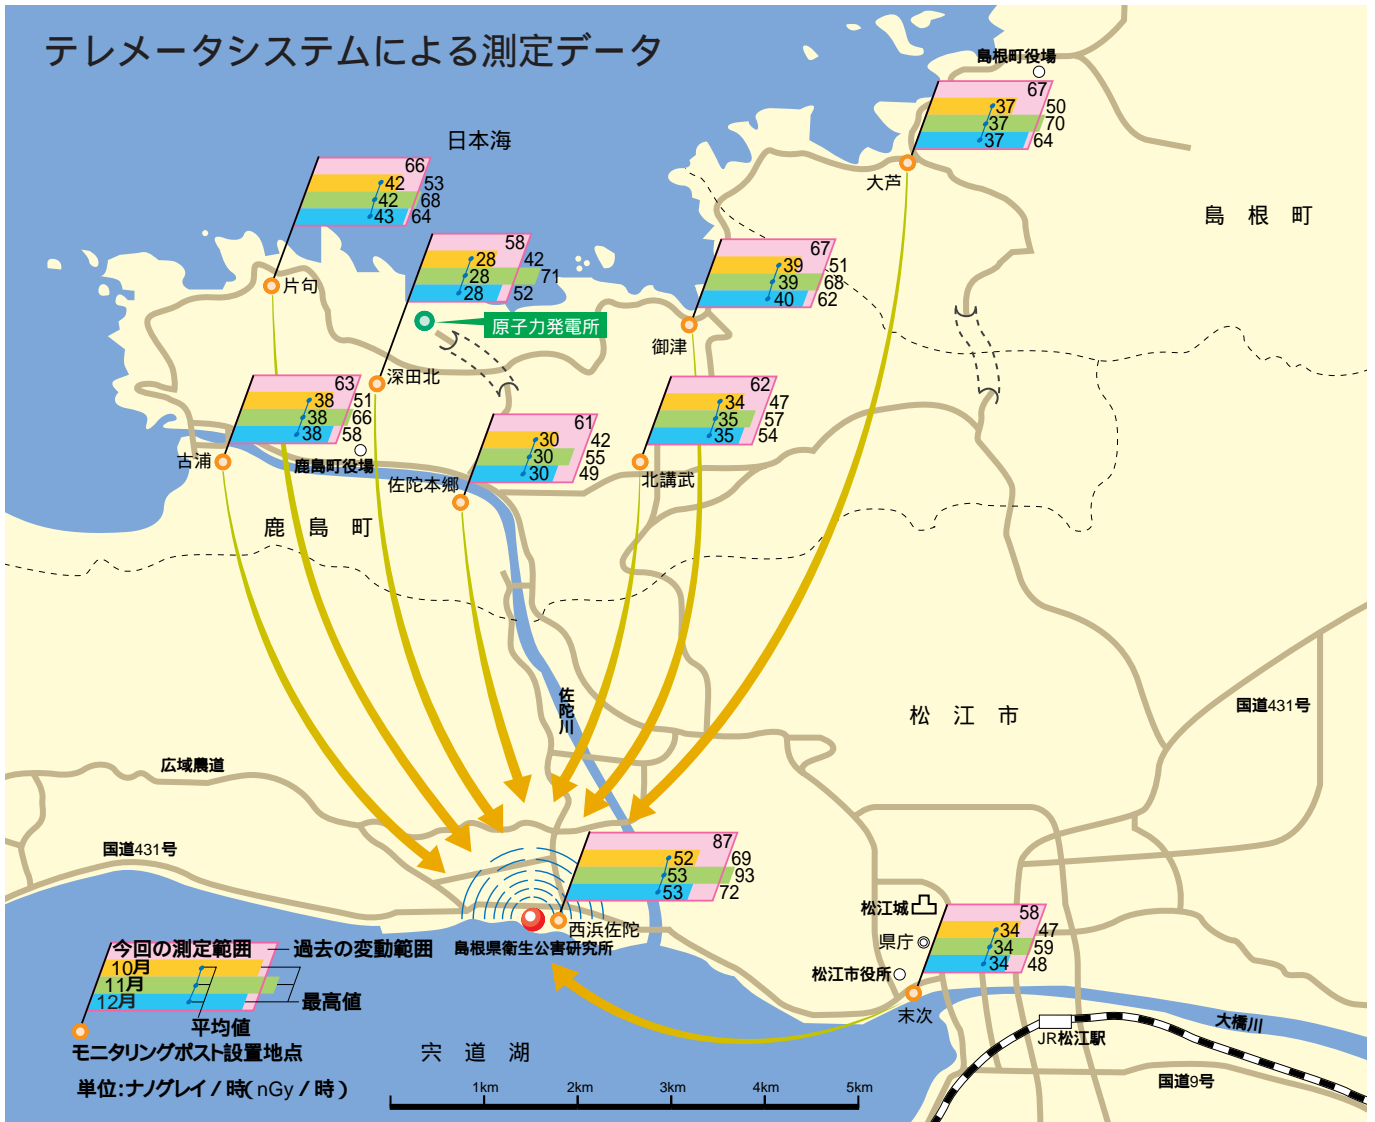 テレメータシステムによる測定データ
島根町役場
67
37 50
37 70
37 64
大芦
日本海
66
42 53
42 68
43 64
片句
島 根 町
58
28 42
28 71
28 52
原子力発電所
深田北
67
39 51
39 68
40 62
御津
63
38 51
38 66
38 58
古浦
鹿島町役場
62
34 47
35 57
35 54
北講武
61
30 42
30 55
30 49
佐陀本郷
鹿 島 町
佐陀川
松 江 市
国道431号
広域農道
国道431号
87
52 69
53 93
53 72
西浜佐陀
島根県衛生公害研究所
松江城
県庁
松江市役所
58
34 47
34 59
34 48
末次
今回の測定範囲
過去の変動範囲
10月
11月
12月
最高値
平均値
モニタリングポスト設置地点
単位:ナノグレイ/時(nGy/時)
宍 道 湖
1km 2km 3km 4km 5km
大橋川
JR松江駅
国道9号